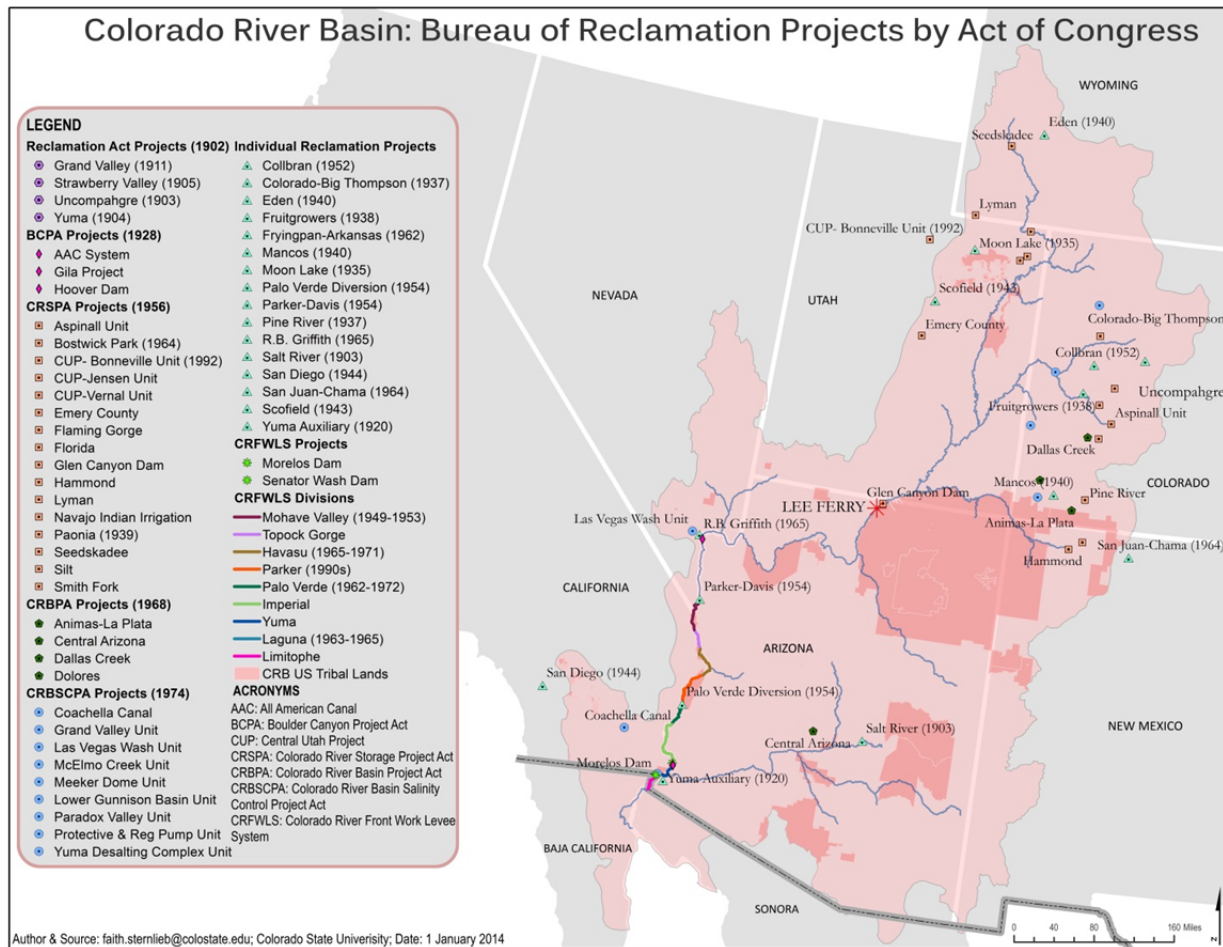 Colorado River Basin: Bureau of Reclamation Projects by Act of Congress
LEGEND
Reclamation Act Projects (1902)
Grand Valley (1911)
Strawberry Valley (1905)
Uncompahgre (1903)
Yuma (1904)
BCPA Projects (1928)
AAC System
Gila Project
Hoover Dam
CRSPA Projects (1956)
Aspinall Unit
Bostwick Park (1964)
CUP- Bonneville Unit (1992)
CUP-Jensen Unit
CUP-Vernal Unit
Emery County
Flaming Gorge
Florida
Glen Canyon Dam
Hammond
Lyman
Navajo Indian Irrigation
Paonia (1939)
Seedskadee
Silt
Smith Fork
CRBPA Projects (1968)
Animas-La Plata
Central Arizona
Dallas Creek
Dolores
CRBSCPA Projects (1974)
Coachella Canal
Grand Valley Unit
Las Vegas Wash Unit
McElmo Creek Unit
Meeker Dome Unit
Lower Gunnison Basin Unit
Paradox Valley Unit
Protective & Reg Pump Unit
Yuma Desalting Complex Unit
Individual Reclamation Projects
Collbran (1952)
Colorado-Big Thompson (1937)
Eden (1940)
Fruitgrowers (1938)
Fryingpan-Arkansas (1962)
Mancos (1940)
Moon Lake (1935)
Palo Verde Diversion (1954)
Parker-Davis (1954)
Pine River (1937)
R.B. Griffith (1965)
Salt River (1903)
San Diego (1944)
San Juan-Chama (1964)
Scofield (1943)
Yuma Auxiliary (1920)
CRFWLS Projects
Morelos Dam
Senator Wash Dam
CRFWLS Divisions
Mohave Valley (1949-1953)
Topock Gorge
Havasu (1965-1971)
Parker (1990s)
Palo Verde (1962-1972)
Imperial
Yuma
Laguna (1963-1965)
Limitophe
CRB US Tribal Lands
ACRONYMS
AAC: All American Canal
BCPA: Boulder Canyon Project Act
CUP: Central Utah Project
CRSPA: Colorado River Storage Project Act
CRBPA: Colorado River Basin Project Act
CRBSCPA: Colorado River Basin Salinity
Control Project Act
CRFWLS: Colorado River Front Work Levee
System
WYOMING
Eden (1940)
Seedskadee
Lyman
CUP- Bonneville Unit (1992)
Moon Lake (1935)
NEVADA
UTAH
Scofield (1943)
Emery County
Colorado-Big Thompson
Collbran (1952)
Uncompahgre
Fruitgrowers (1938)
Aspinall Unit
Dallas Creek
Mancos (1940)
COLORADO
Glen Canyon Dam
Pine River
LEE FERRY
Animas-La Plata
Las Vegas Wash Unit
R.B. Griffith (1965)
San Juan-Chama (1964)
Hammond
CALIFORNIA
Parker-Davis (1954)
ARIZONA
San Diego (1944)
Palo Verde Diversion (1954)
Coachella Canal
Salt River (1903)
NEW MEXICO
Central Arizona
Morelos Dam
Yuma Auxiliary (1920)
BAJA CALIFORNIA
SONORA
0 40 80 160 Miles
Z
Author & Source: faith.sternlieb@colostate.edu; Colorado State Univerisity; Date: 1 January 2014